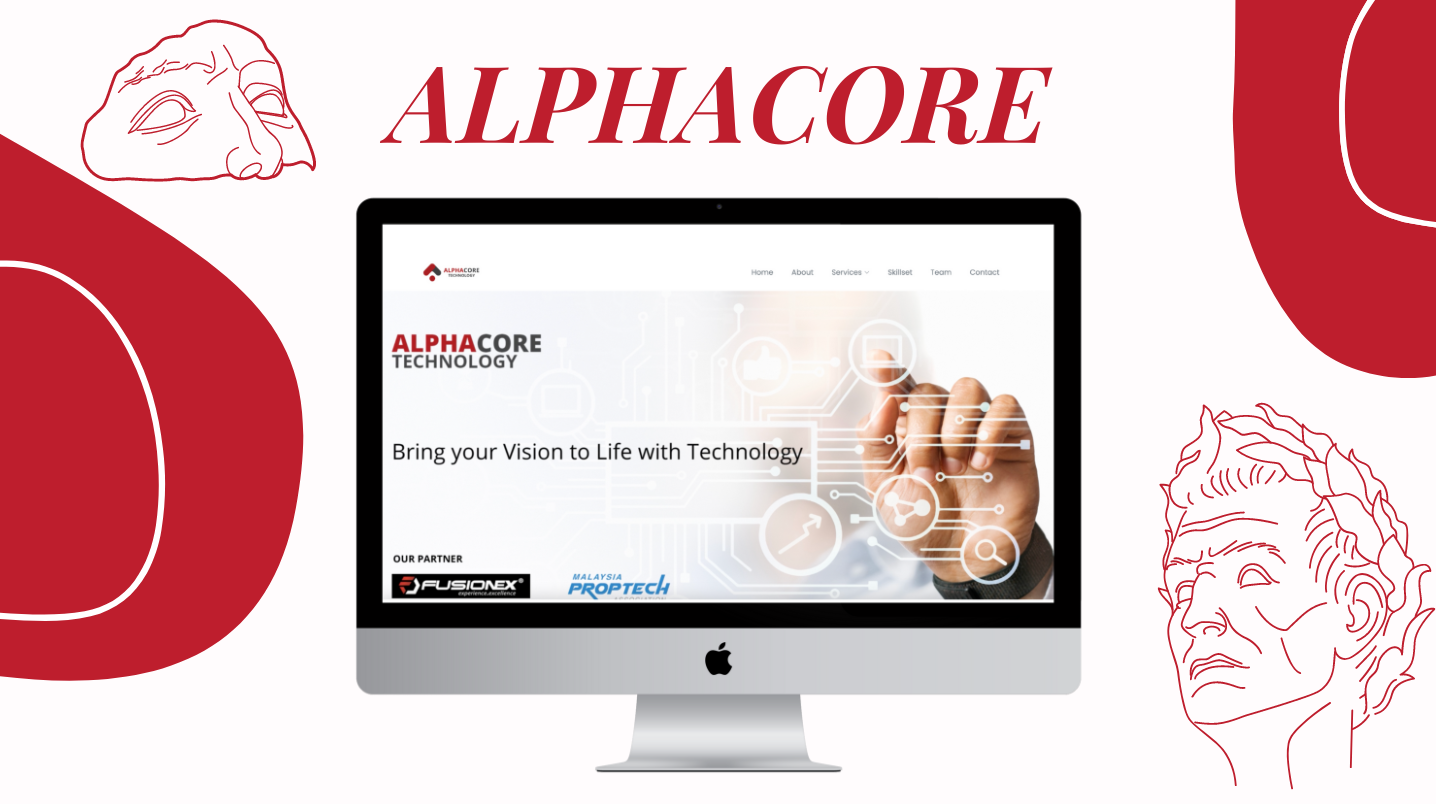 ALPHACORE
ALPHACORE
TECHNOLOGY
Home About Services Skillset Team Contact
ALPHACORE
TECHNOLOGY
Bring your Vision to Life with Technology
OUR PARTNER
FUSIONEX®
experience.excellence
MALAYSIA
PROPTECH
ASSOCIATION